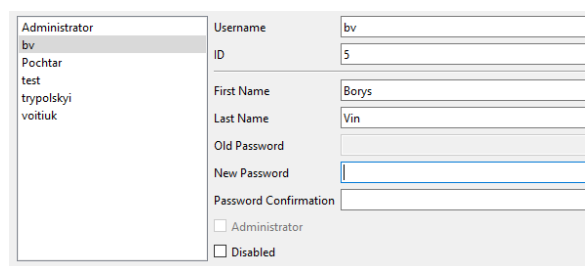 Administrator
bv
Pochtar
test
trypolskyi
voitiuk
Username bv
ID 5
First Name Borys
Last Name Vin
Old Password
New Password
Password Confirmation
Administrator
Disabled